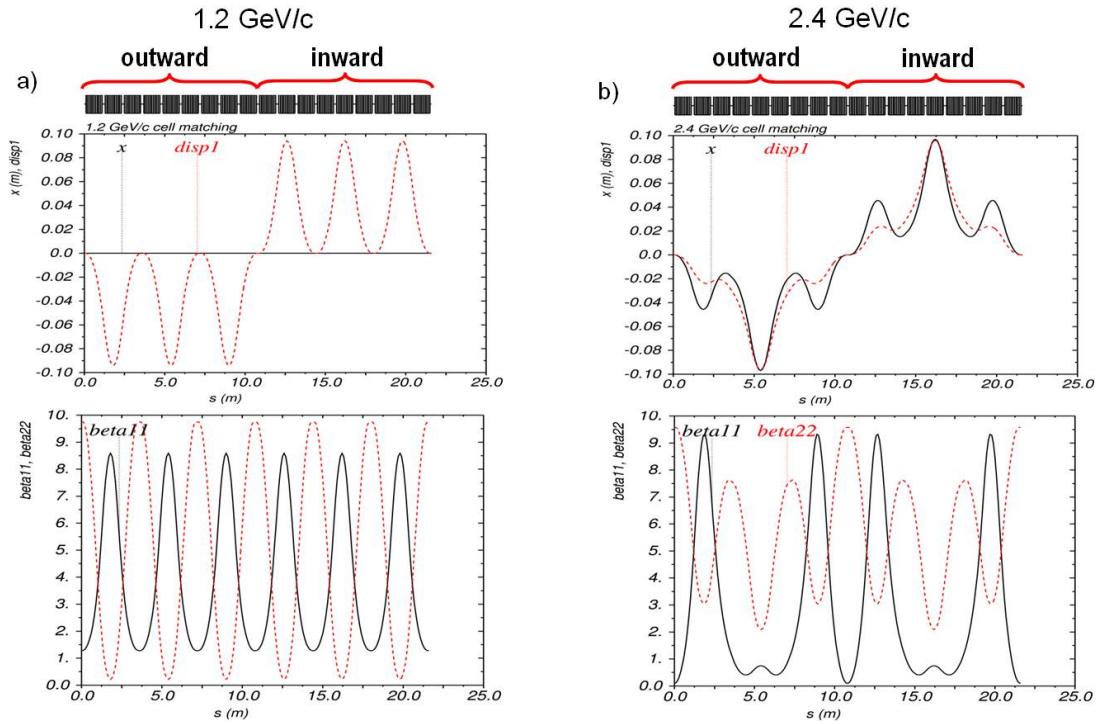 1.2 GeV/c
outward inward
a)
1.2 GeV/c cell matching
x disp1
x (m), disp1
0.10
0.08
0.06
0.04
0.02
0.0
-0.02
-0.04
-0.06
-0.08
-0.10
0.0 5.0 10.0 15.0 20.0 25.0
s (m)
beta11
beta11, beta22
10.
9.
8.
7.
6.
5.
4.
3.
2.
1.
0.0
0.0 5.0 10.0 15.0 20.0 25.0
s (m)
2.4 GeV/c
outward inward
b)
2.4 GeV/c cell matching
x disp1
x (m), disp1
0.10
0.08
0.06
0.04
0.02
0.0
-0.02
-0.04
-0.06
-0.08
-0.10
0.0 5.0 10.0 15.0 20.0 25.0
s (m)
beta11 beta22
beta11, beta22
10.
9.
8.
7.
6.
5.
4.
3.
2.
1.
0.0
0.0 5.0 10.0 15.0 20.0 25.0
s (m)